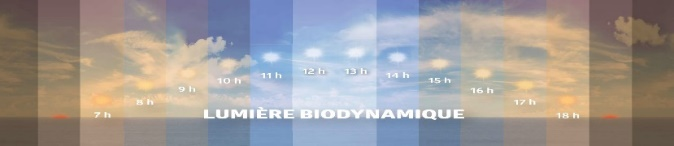 7 h
8 h
9 h
10 h
11 h
12 h
13 h
14 h
15 h
16 h
17 h
18 h
LUMIÈRE BIODYNAMIQUE